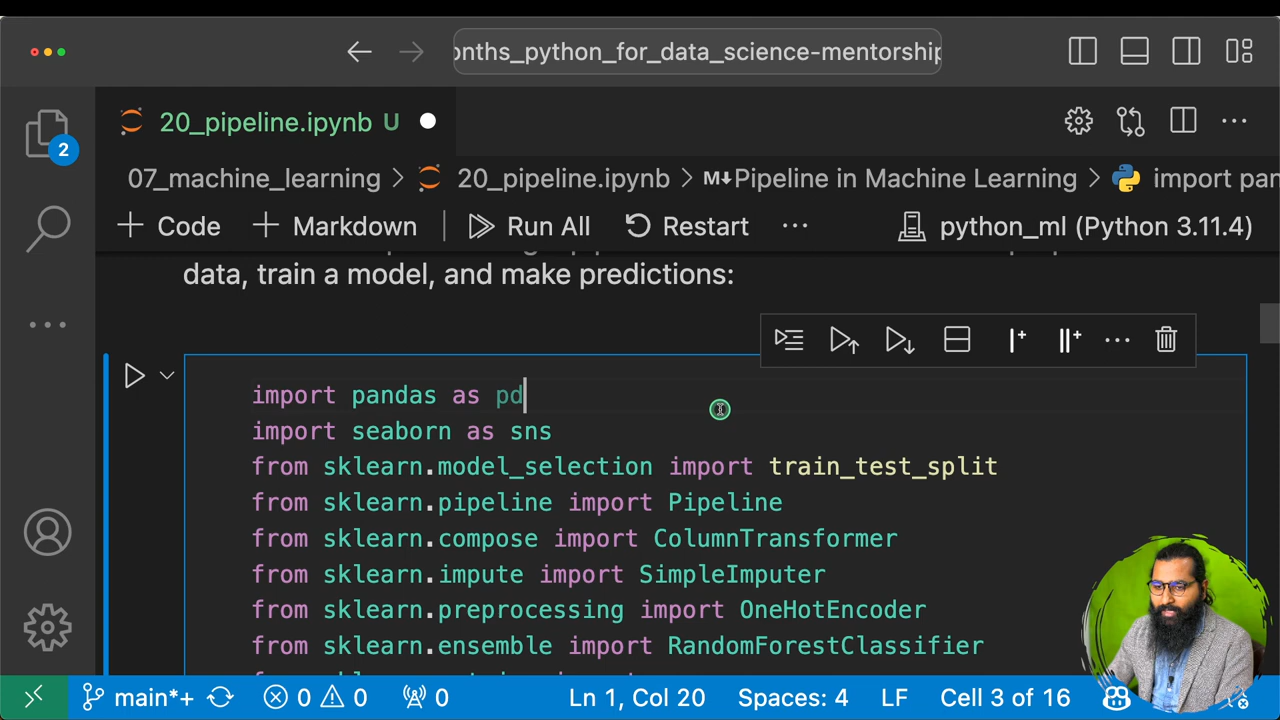 onths_python_for_data_science-mentorship
20_pipeline.ipynb U
2
07_machine_learning > 20_pipeline.ipynb > M↓Pipeline in Machine Learning > import pan
+ Code + Markdown Run All Restart ... python_ml (Python 3.11.4)
data, train a model, and make predictions:
import pandas as pd
import seaborn as sns
from sklearn.model_selection import train_test_split
from sklearn.pipeline import Pipeline
from sklearn.compose import ColumnTransformer
from sklearn.impute import SimpleImputer
from sklearn.preprocessing import OneHotEncoder
from sklearn.ensemble import RandomForestClassifier
main*+ 0 0 0 Ln 1, Col 20 Spaces: 4 LF Cell 3 of 16